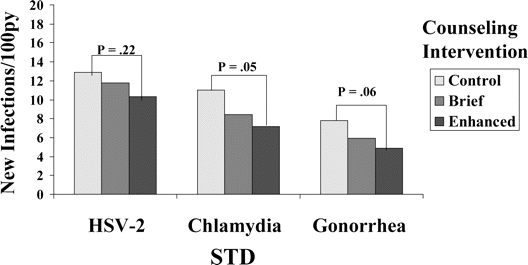 New Infections/100py
20
18
16
14
12
10
8
6
4
2
0
P = .22
P = .05
P = .06
HSV-2
Chlamydia
Gonorrhea
STD
Counseling
Intervention
Control
Brief
Enhanced